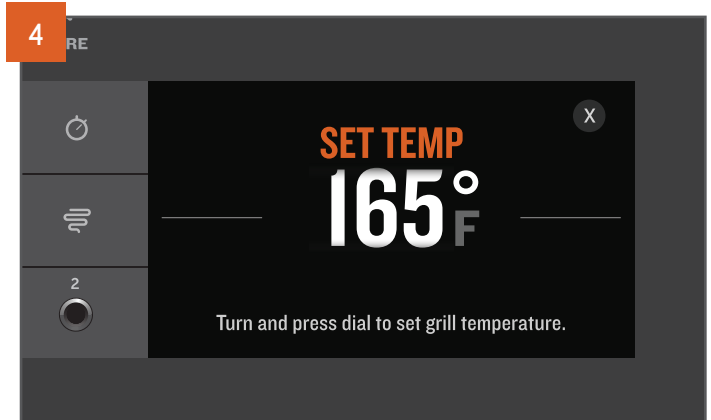 4
RE
X
SET TEMP
165°F
2
Turn and press dial to set grill temperature.